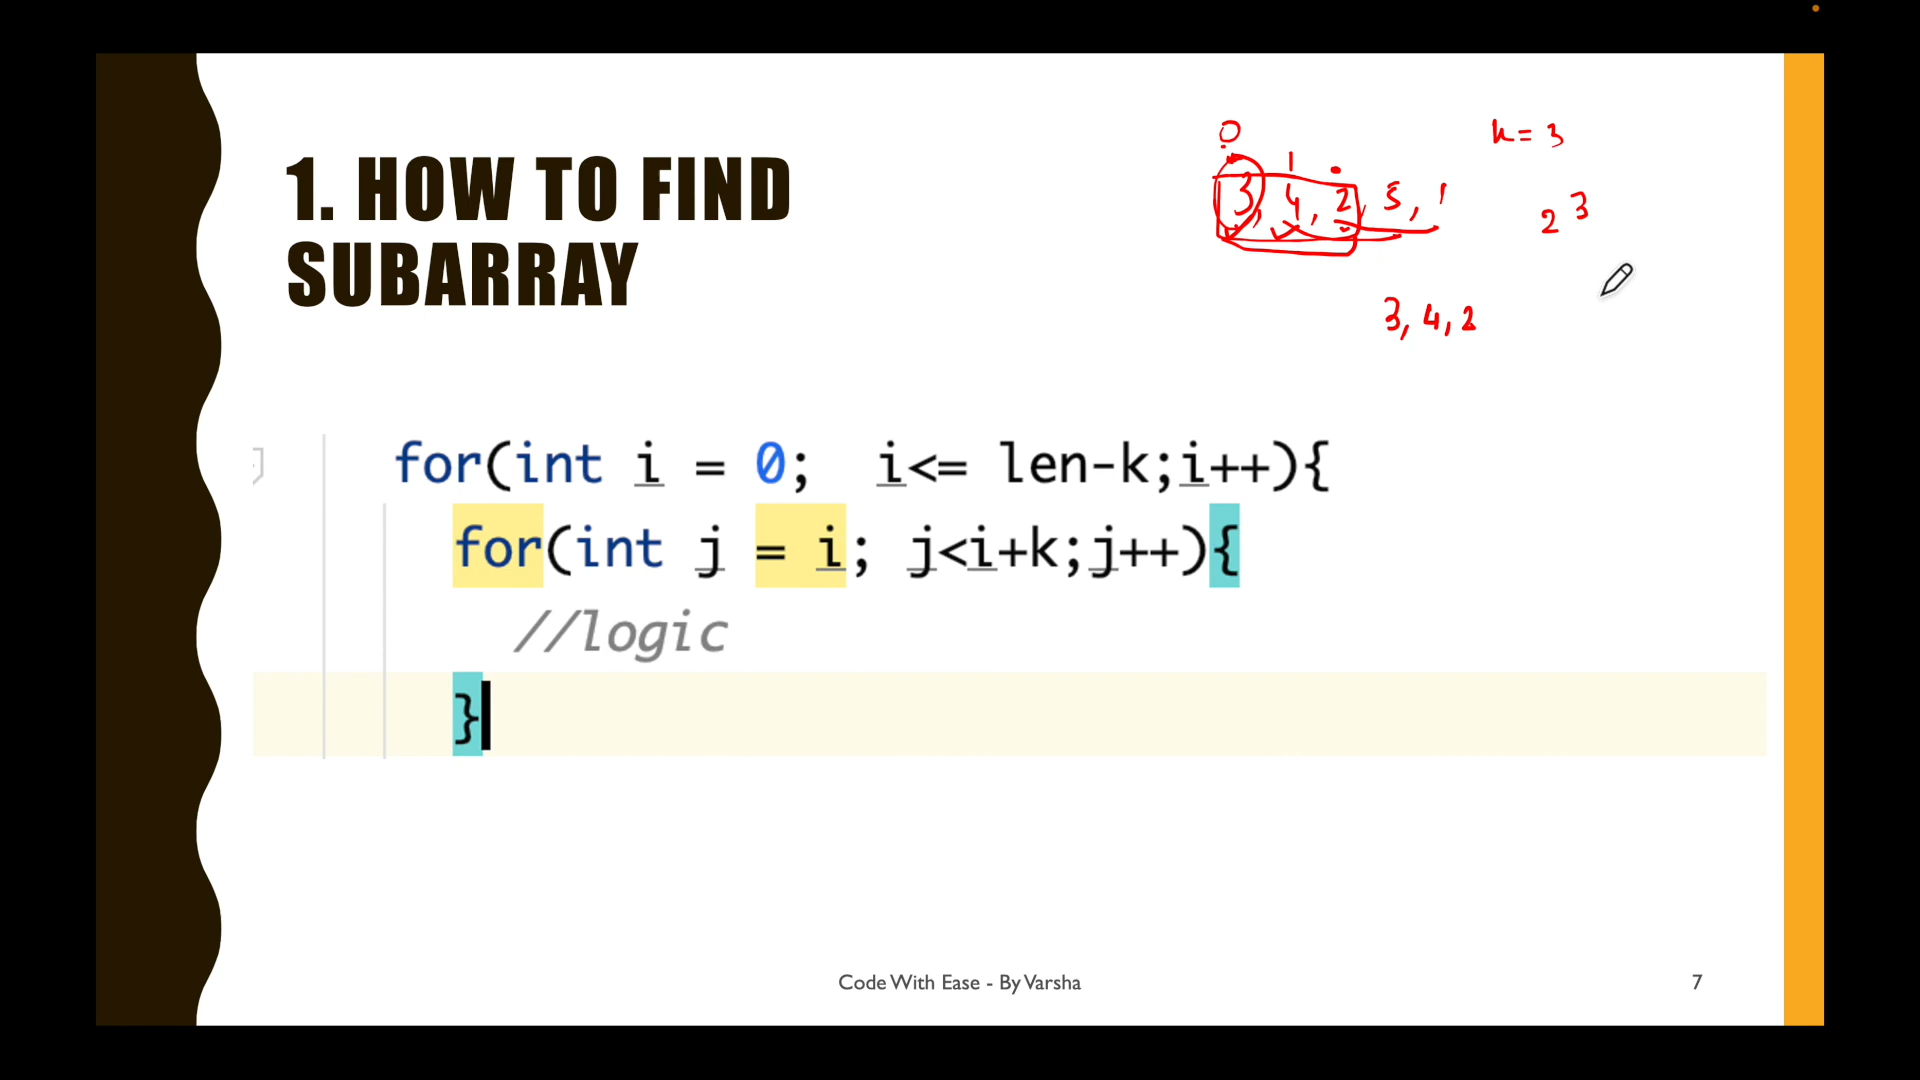 1. HOW TO FIND
SUBARRAY
0
1
k = 3
3, 4, 2, 5, 1
2 3
3, 4, 2
for(int i = 0;  i<= len-k;i++){
for(int j = i; j<i+k;j++){
//logic
}
Code With Ease - By Varsha
7